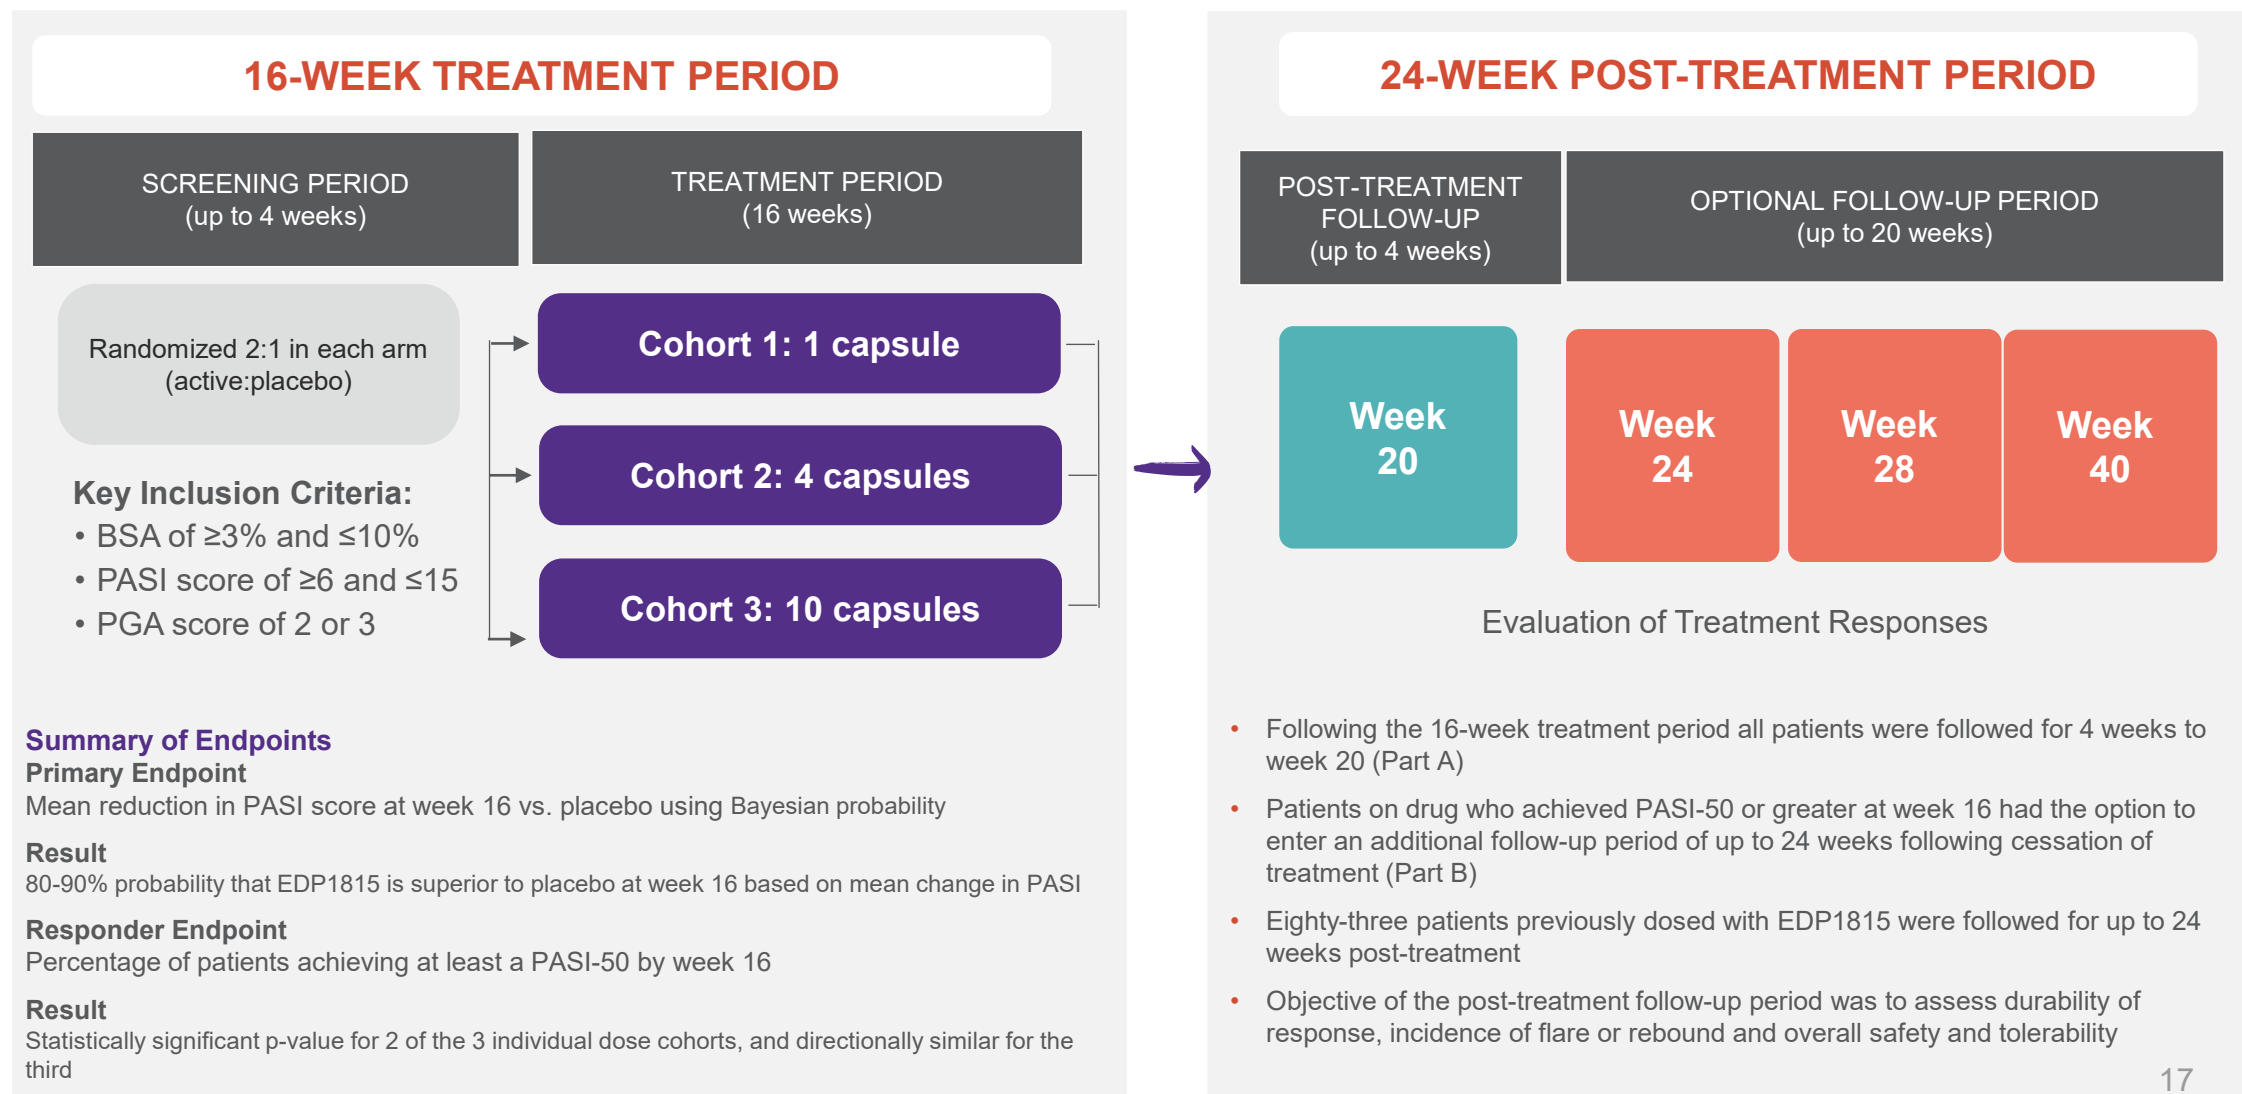 16-WEEK TREATMENT PERIOD
SCREENING PERIOD
(up to 4 weeks)
TREATMENT PERIOD
(16 weeks)
Randomized 2:1 in each arm
(active:placebo)
Key Inclusion Criteria:
• BSA of ≥3% and ≤10%
• PASI score of ≥6 and ≤15
• PGA score of 2 or 3
Cohort 1: 1 capsule
Cohort 2: 4 capsules
Cohort 3: 10 capsules
Summary of Endpoints
Primary Endpoint
Mean reduction in PASI score at week 16 vs. placebo using Bayesian probability
Result
80-90% probability that EDP1815 is superior to placebo at week 16 based on mean change in PASI
Responder Endpoint
Percentage of patients achieving at least a PASI-50 by week 16
Result
Statistically significant p-value for 2 of the 3 individual dose cohorts, and directionally similar for the
third
24-WEEK POST-TREATMENT PERIOD
POST-TREATMENT
FOLLOW-UP
(up to 4 weeks)
OPTIONAL FOLLOW-UP PERIOD
(up to 20 weeks)
Week
20
Week
24
Week
28
Week
40
Evaluation of Treatment Responses
• Following the 16-week treatment period all patients were followed for 4 weeks to
week 20 (Part A)
• Patients on drug who achieved PASI-50 or greater at week 16 had the option to
enter an additional follow-up period of up to 24 weeks following cessation of
treatment (Part B)
• Eighty-three patients previously dosed with EDP1815 were followed for up to 24
weeks post-treatment
• Objective of the post-treatment follow-up period was to assess durability of
response, incidence of flare or rebound and overall safety and tolerability
17